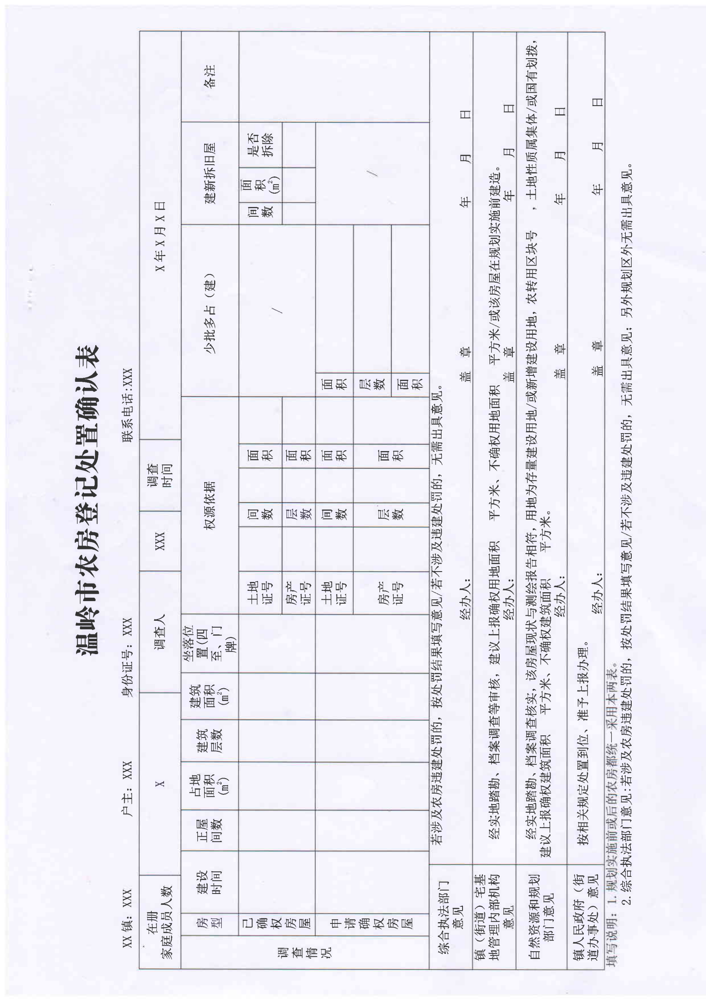 温岭市农房登记处置确认表
XX 镇：XXX 户主：XXX 身份证号：XXX 联系电话:XXX
在册
家庭成员人数
X
调查人
XXX
调查
时间
X 年 X 月 X 日
调查情况
房型
建设
时间
正屋
间数
占地
面积
(m²)
建筑
层数
建筑
面积
(m²)
坐落位
置(四
至、门
牌)
权源依据
少批多占（建）
建新拆旧屋
备注
已确权房屋
土地
证号
间数
面积
/
间数
面积
(m²)
是否
拆除
房产
证号
层数
面积
申请确权房屋
土地
证号
间数
面积
面积
/
房产
证号
层数
面积
层数
面积
综合执法部门
意见
若涉及农房违建处罚的，按处罚结果填写意见/若不涉及违建处罚的，无需出具意见。
经办人： 盖 章 年 月 日
镇（街道）宅基
地管理内部机构
意见
经实地踏勘、档案调查等审核，建议上报确权用地面积 平方米、不确权用地面积 平方米/或该房屋在规划实施前建造。
经办人： 盖 章 年 月 日
自然资源和规划
部门意见
经实地踏勘、档案调查核实，该房屋现状与测绘报告相符，用地为存量建设用地/或新增建设用地，农转用区块号 ，土地性质属集体/或国有划拨，
建议上报确权建筑面积 平方米、不确权建筑面积 平方米。
经办人： 盖 章 年 月 日
镇人民政府（街
道办事处）意见
按相关规定处置到位、准予上报办理。
经办人： 盖 章 年 月 日
填写说明：1.规划实施前或后的农房都统一采用本两表。
2.综合执法部门意见:若涉及农房违建处罚的，按处罚结果填写意见/若不涉及违建处罚的，无需出具意见；另外规划区外无需出具意见。